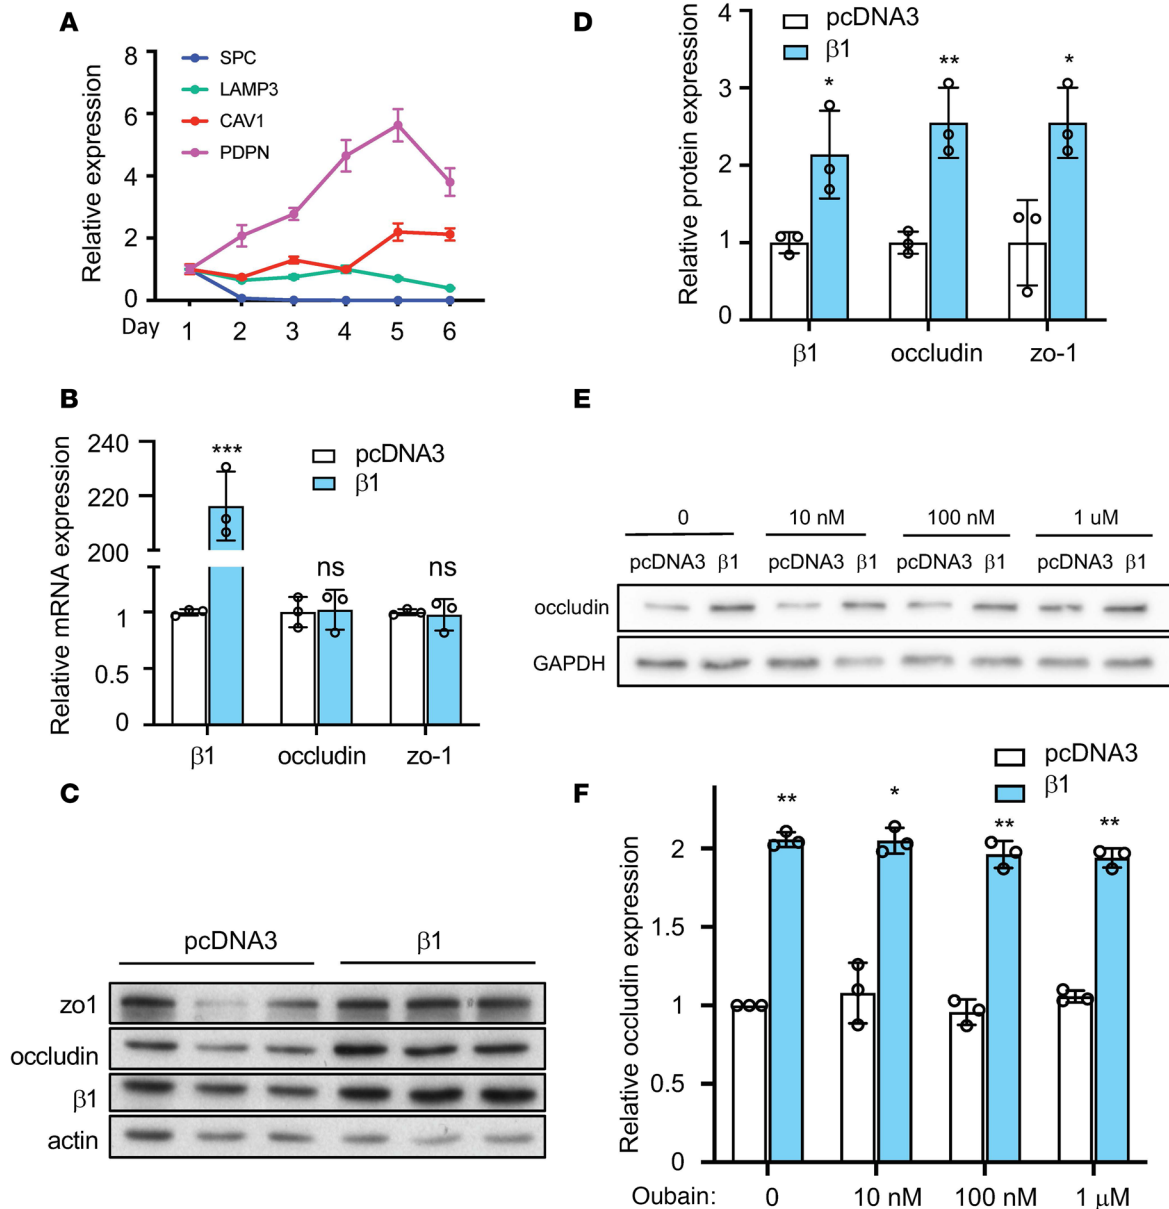 A
Relative expression
8
6
4
2
0
SPC
LAMP3
CAV1
PDPN
Day 1 2 3 4 5 6
B
Relative mRNA expression
240
220
200
1
0.5
0
***
ns
ns
pcDNA3
β1
β1 occludin zo-1
C
pcDNA3 β1
zo1
occludin
β1
actin
D
Relative protein expression
4
3
2
1
0
pcDNA3
β1
*
**
*
β1 occludin zo-1
E
0 10 nM 100 nM 1 uM
pcDNA3 β1 pcDNA3 β1 pcDNA3 β1 pcDNA3 β1
occludin
GAPDH
F
Relative occludin expression
2
1.5
1
0.5
0
pcDNA3
β1
**
*
**
**
Oubain: 0 10 nM 100 nM 1 μM